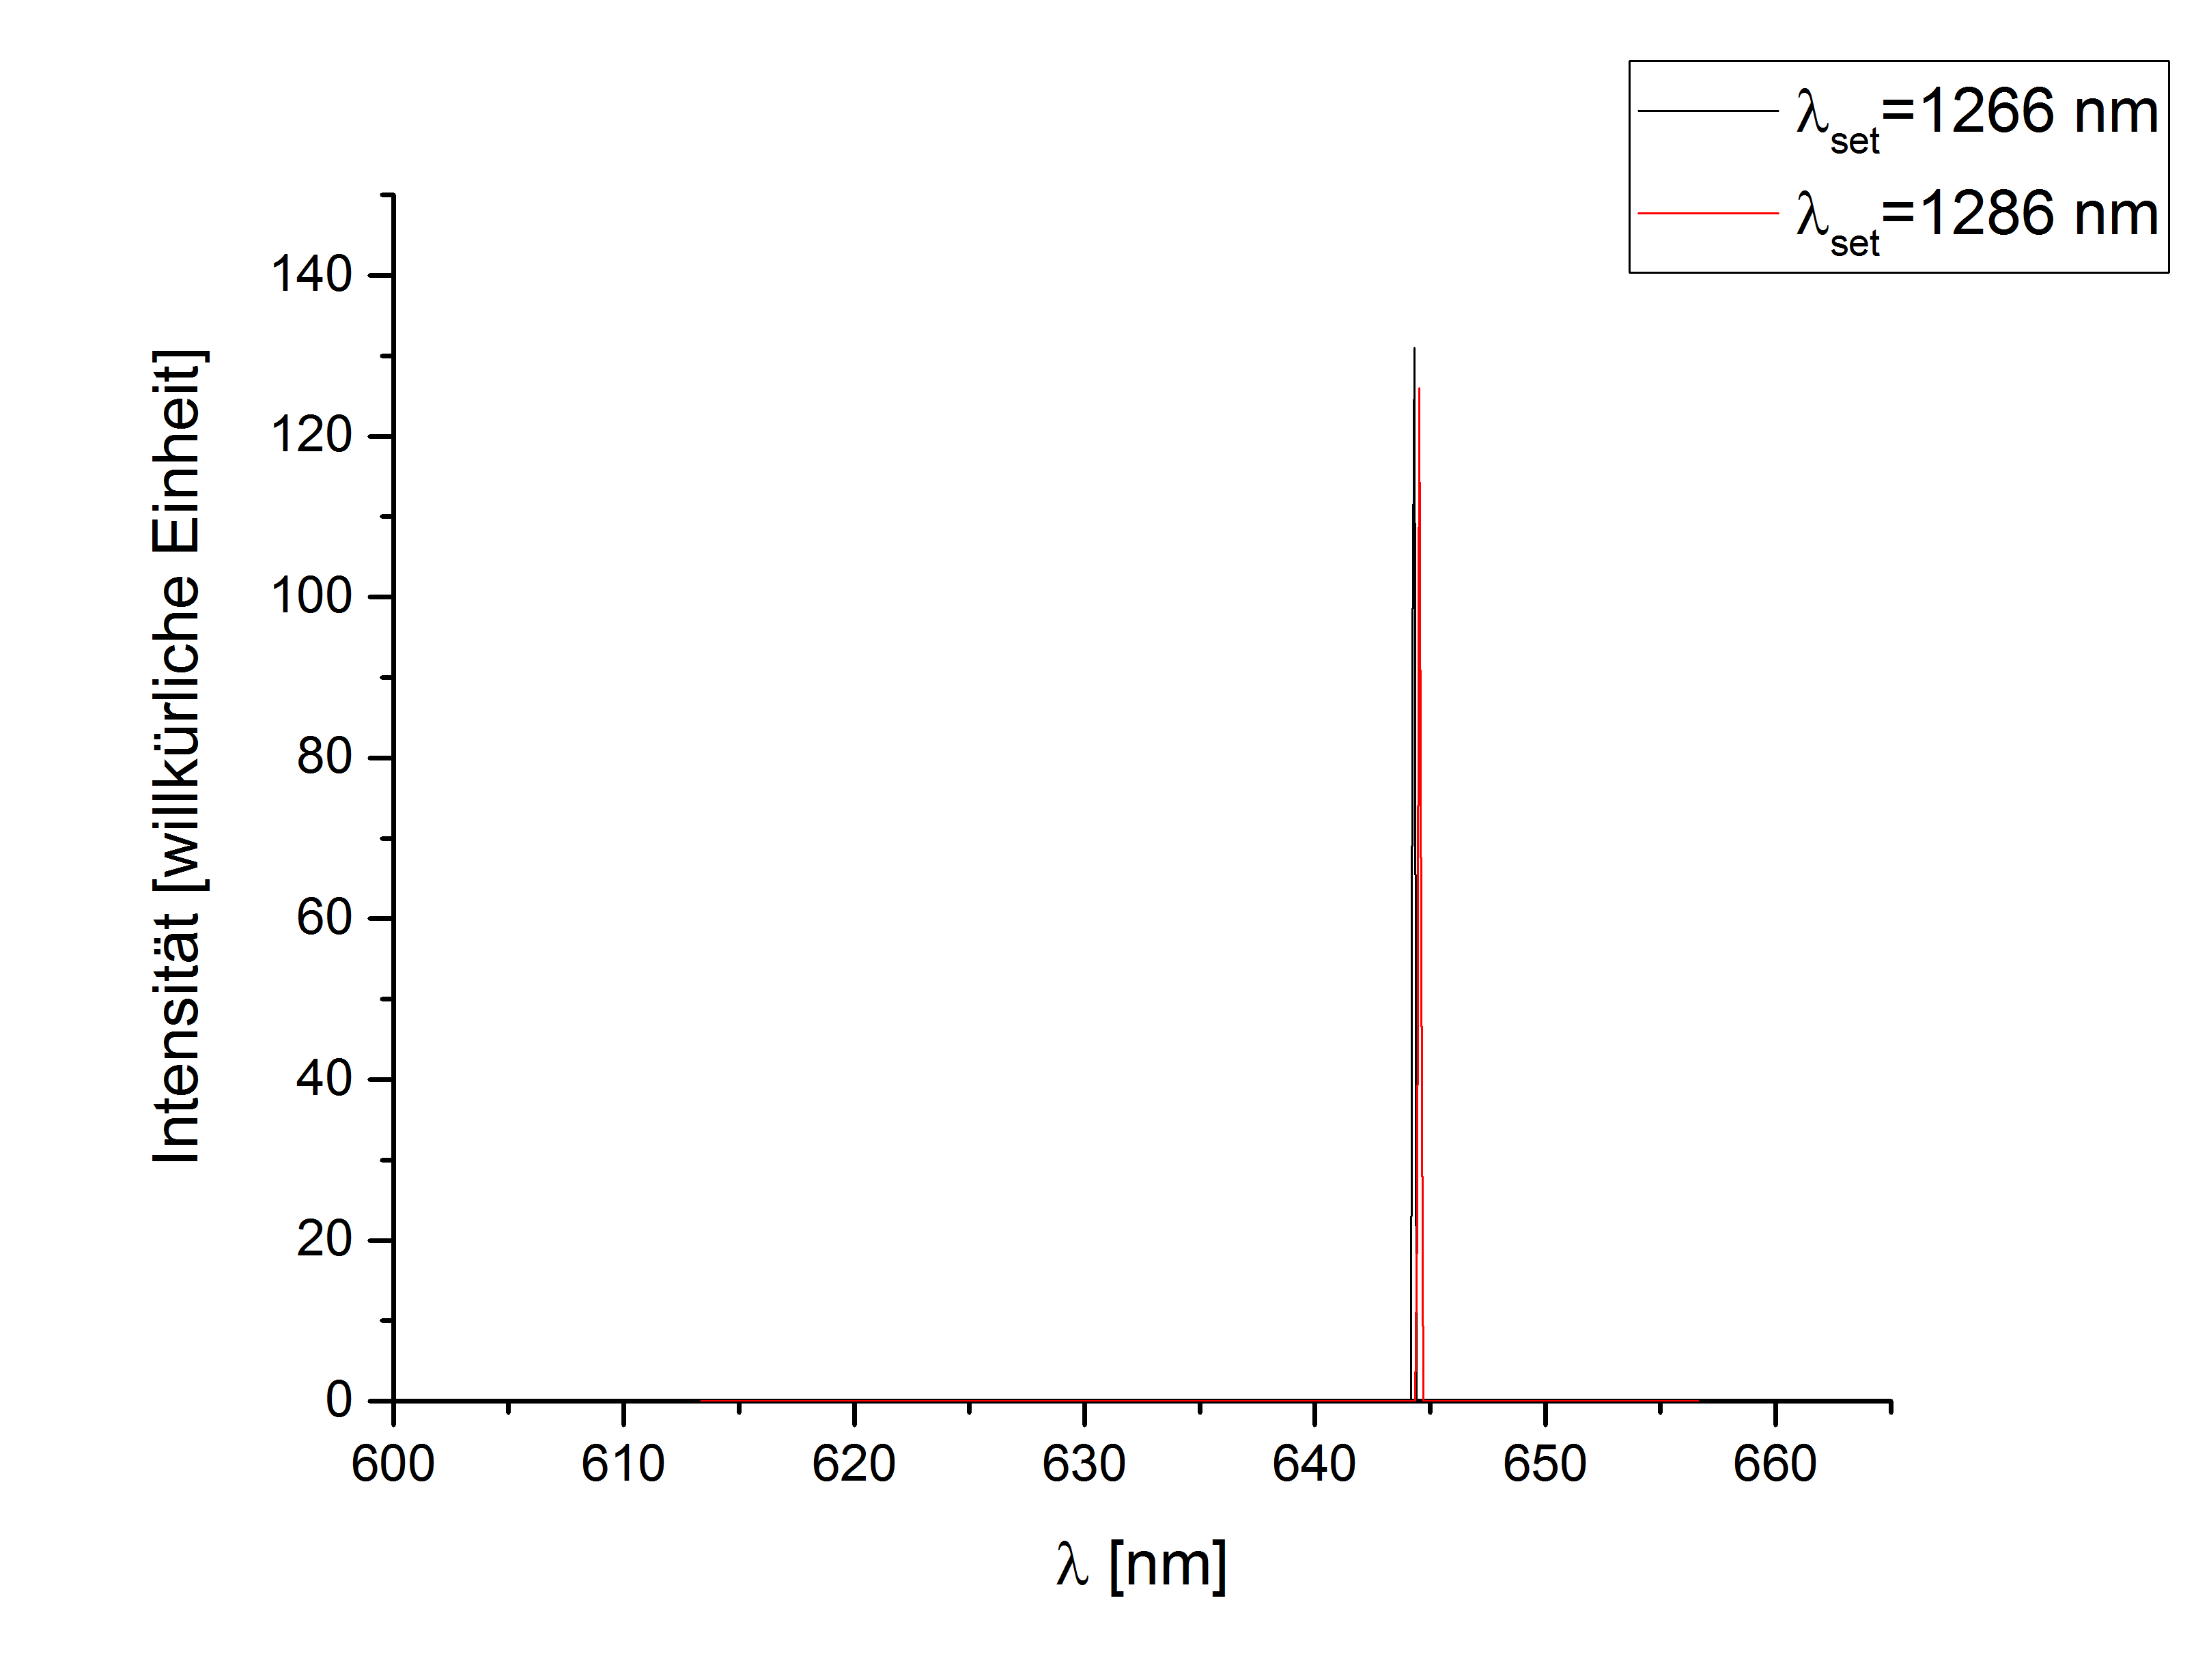 λset=1266 nm
λset=1286 nm
Intensität [willkürliche Einheit]
140
120
100
80
60
40
20
0
600 610 620 630 640 650 660
λ [nm]